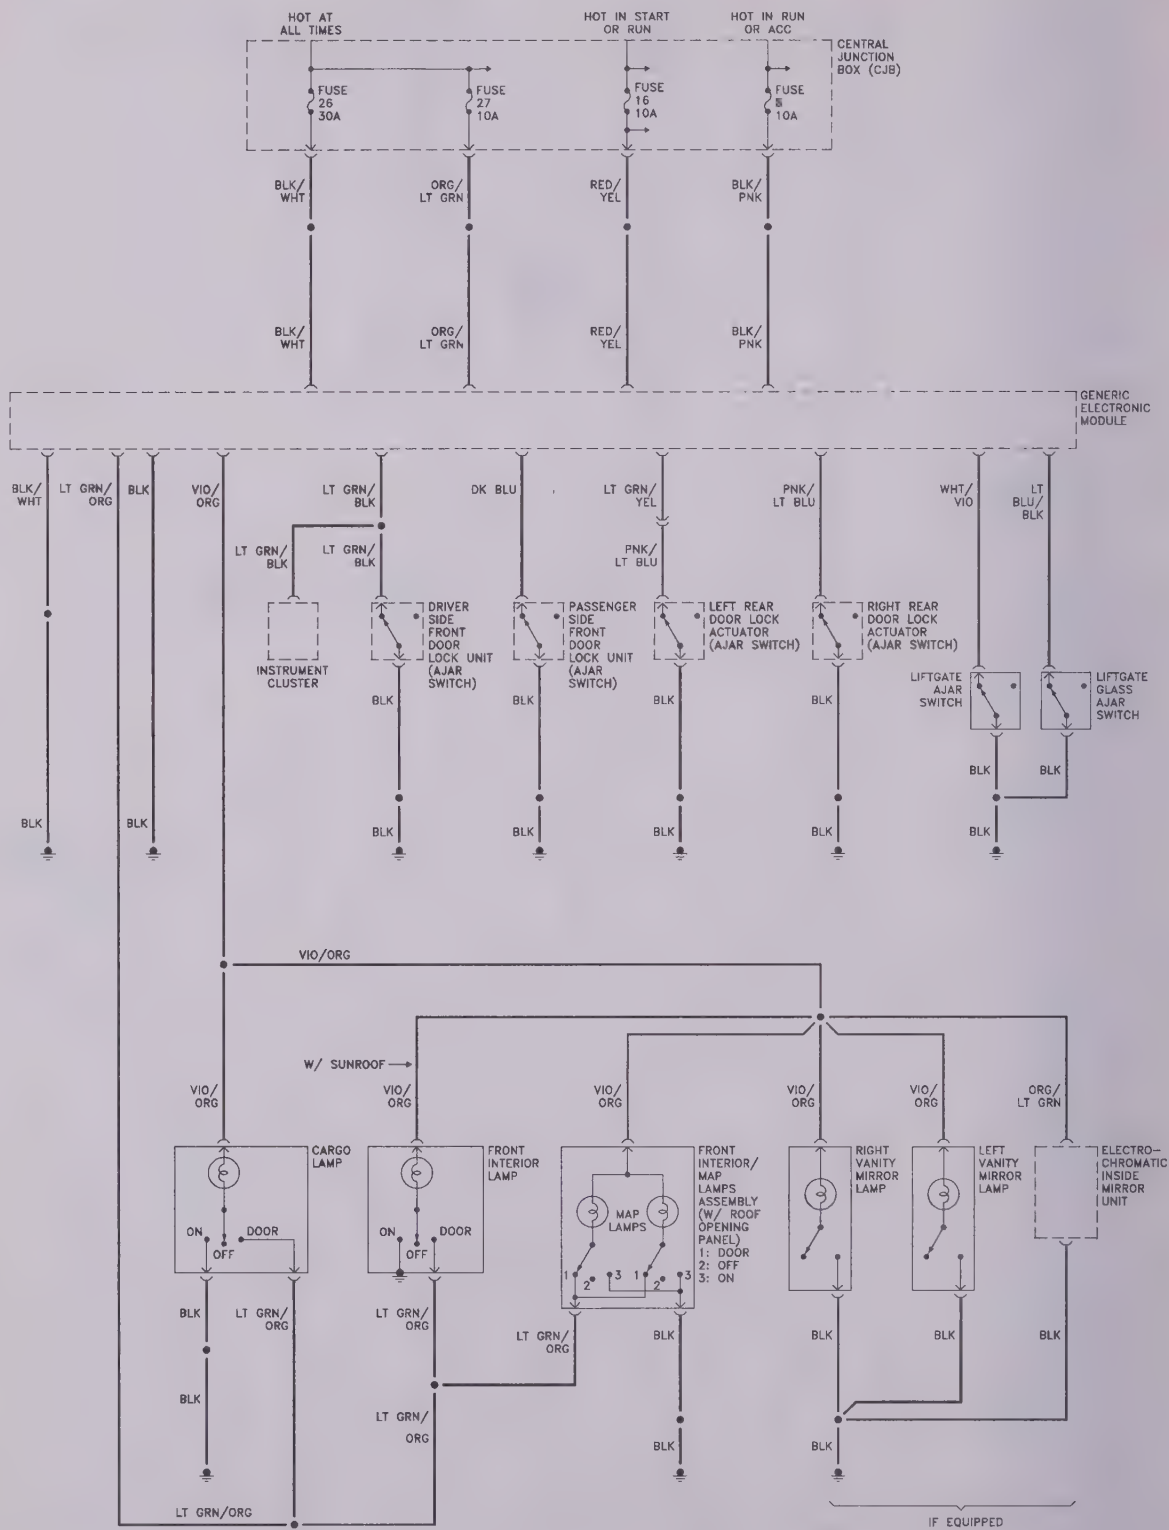 HOT AT
ALL TIMES
HOT IN START
OR RUN
HOT IN RUN
OR ACC
CENTRAL
JUNCTION
BOX (CJB)
FUSE
26
30A
FUSE
27
10A
FUSE
16
10A
FUSE
10A
BLK/
WHT
ORG/
LT GRN
RED/
YEL
BLK/
PNK
BLK/
WHT
ORG/
LT GRN
RED/
YEL
BLK/
PNK
GENERIC
ELECTRONIC
MODULE
BLK/
WHT
LT GRN/
ORG
BLK
VIO/
ORG
LT GRN/
BLK
DK BLU
LT GRN/
YEL
PNK/
LT BLU
WHT/
VIO
LT
BLU/
BLK
LT GRN/
BLK
LT GRN/
BLK
PNK/
LT BLU
INSTRUMENT
CLUSTER
DRIVER
SIDE
FRONT
DOOR
LOCK UNIT
(AJAR
SWITCH)
PASSENGER
SIDE
FRONT
DOOR
LOCK UNIT
(AJAR
SWITCH)
LEFT REAR
DOOR LOCK
ACTUATOR
(AJAR SWITCH)
RIGHT REAR
DOOR LOCK
ACTUATOR
(AJAR SWITCH)
LIFTGATE
AJAR
SWITCH
LIFTGATE
GLASS
AJAR
SWITCH
BLK
BLK
BLK
BLK
BLK
BLK
BLK
BLK
BLK
BLK
BLK
BLK
VIO/ORG
W/ SUNROOF
VIO/
ORG
VIO/
ORG
VIO/
ORG
VIO/
ORG
VIO/
ORG
ORG/
LT GRN
CARGO
LAMP
ON
OFF
DOOR
FRONT
INTERIOR
LAMP
ON
OFF
DOOR
MAP
LAMPS
1
2
3
1
2
3
FRONT
INTERIOR/
MAP
LAMPS
ASSEMBLY
(W/ ROOF
OPENING
PANEL)
1: DOOR
2: OFF
3: ON
RIGHT
VANITY
MIRROR
LAMP
LEFT
VANITY
MIRROR
LAMP
ELECTRO-
CHROMATIC
INSIDE
MIRROR
UNIT
BLK
LT GRN/
ORG
LT GRN/
ORG
LT GRN/
ORG
BLK
BLK
BLK
BLK
BLK
LT GRN/
ORG
BLK
BLK
LT GRN/ORG
IF EQUIPPED